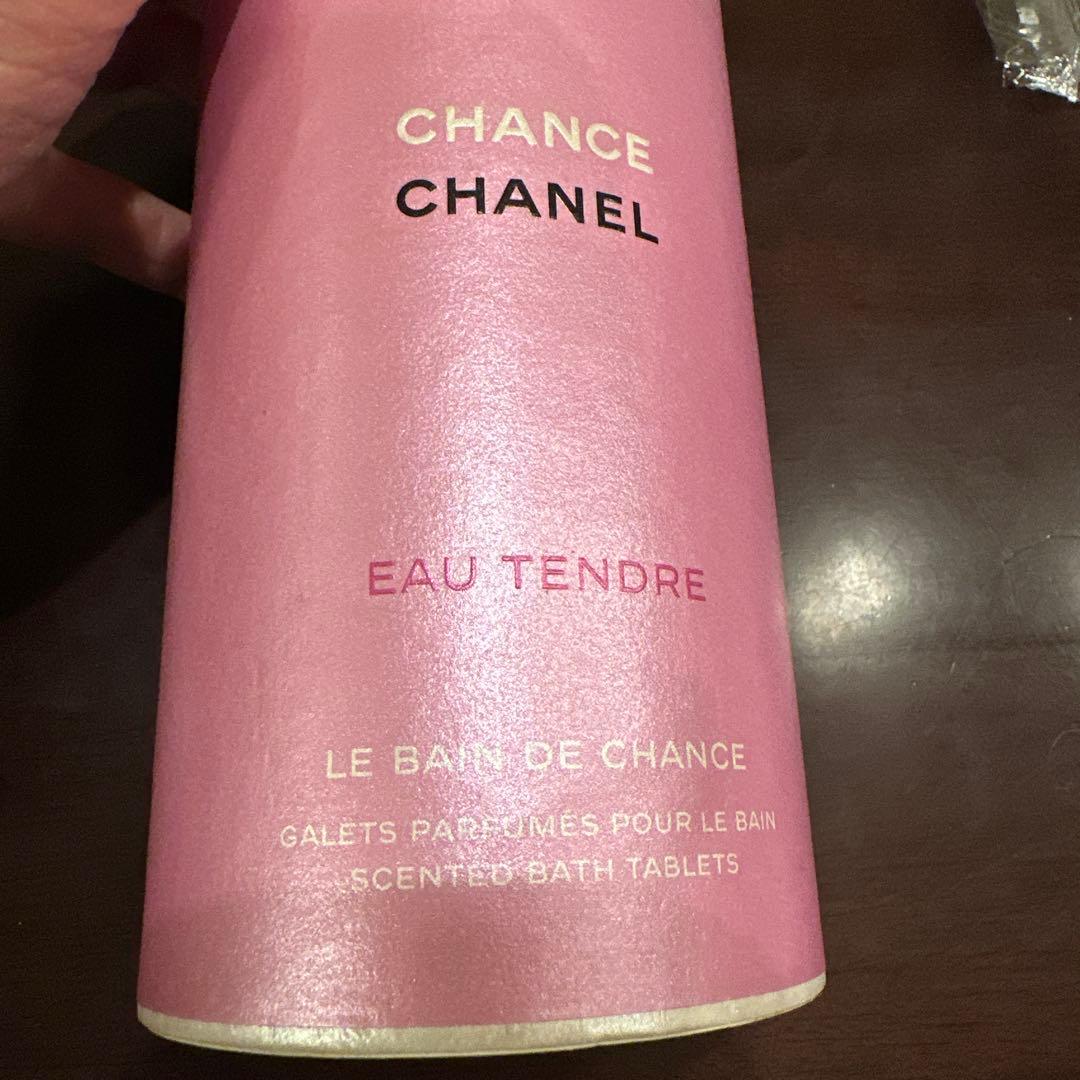 CHANCE
CHANEL
EAU TENDRE
LE BAIN DE CHANCE
GALETS PARFUMÉS POUR LE BAIN
SCENTED BATH TABLETS